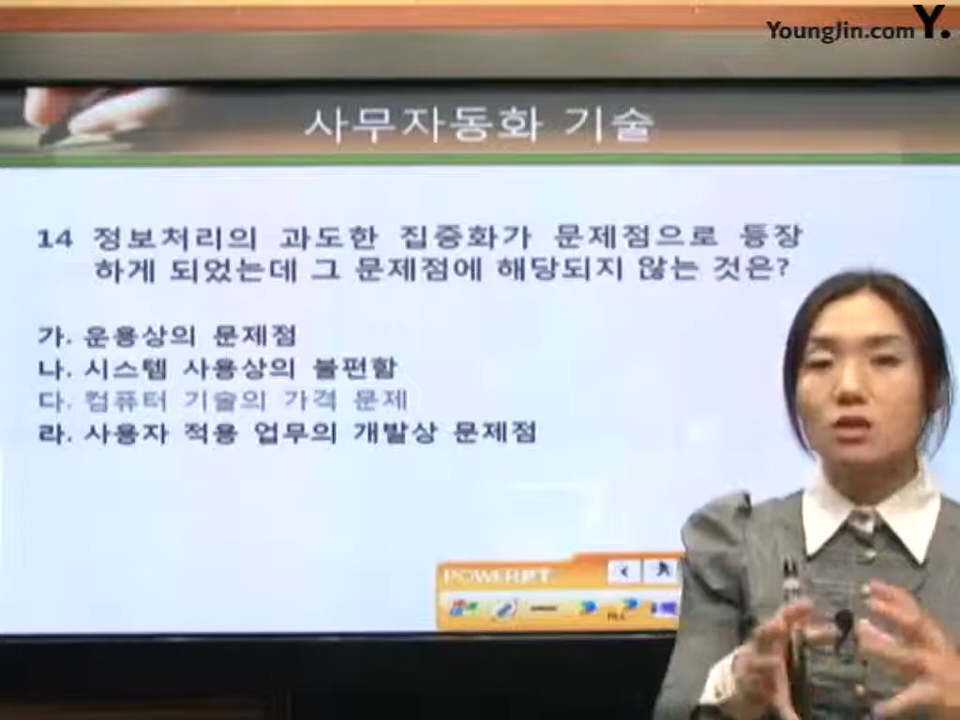 YoungJin.com Y.
사무자동화 기술
14 정보처리의 과도한 집중화가 문제점으로 등장
하게 되었는데 그 문제점에 해당되지 않는 것은?
가. 운용상의 문제점
나. 시스템 사용상의 불편함
다. 컴퓨터 기술의 가격 문제
라. 사용자 적용 업무의 개발상 문제점
POWERPT